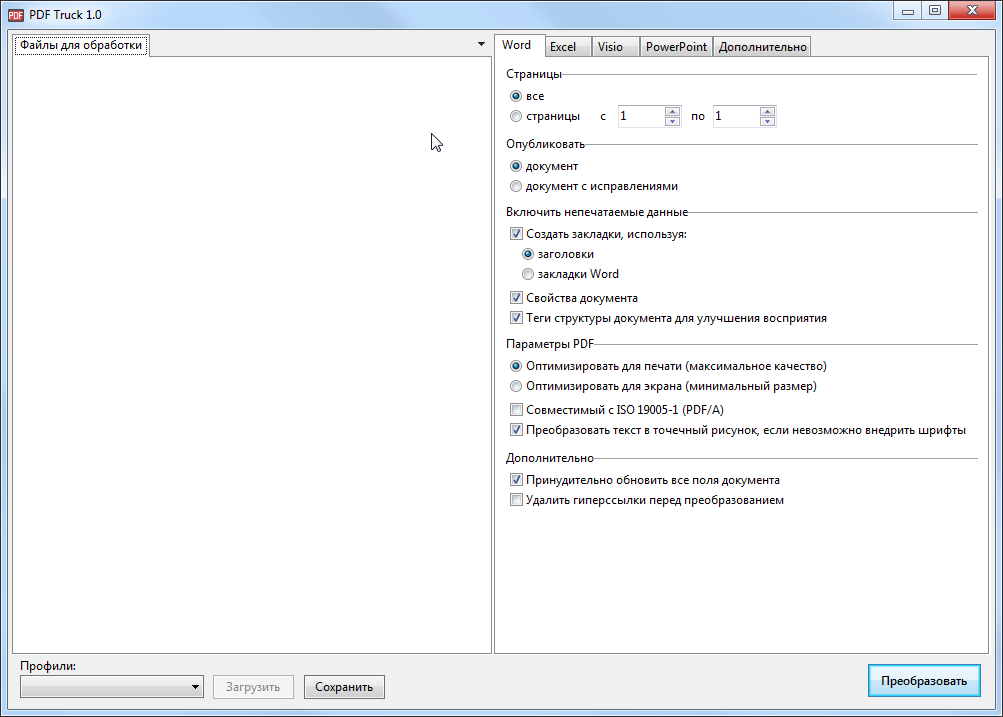 PDF PDF Truck 1.0
Файлы для обработки
Word Excel Visio PowerPoint Дополнительно
Страницы
все
страницы с 1 по 1
Опубликовать
документ
документ с исправлениями
Включить непечатаемые данные
Создать закладки, используя:
заголовки
закладки Word
Свойства документа
Теги структуры документа для улучшения восприятия
Параметры PDF
Оптимизировать для печати (максимальное качество)
Оптимизировать для экрана (минимальный размер)
Совместимый с ISO 19005-1 (PDF/A)
Преобразовать текст в точечный рисунок, если невозможно внедрить шрифты
Дополнительно
Принудительно обновить все поля документа
Удалить гиперссылки перед преобразованием
Профили:
Загрузить Сохранить
Преобразовать